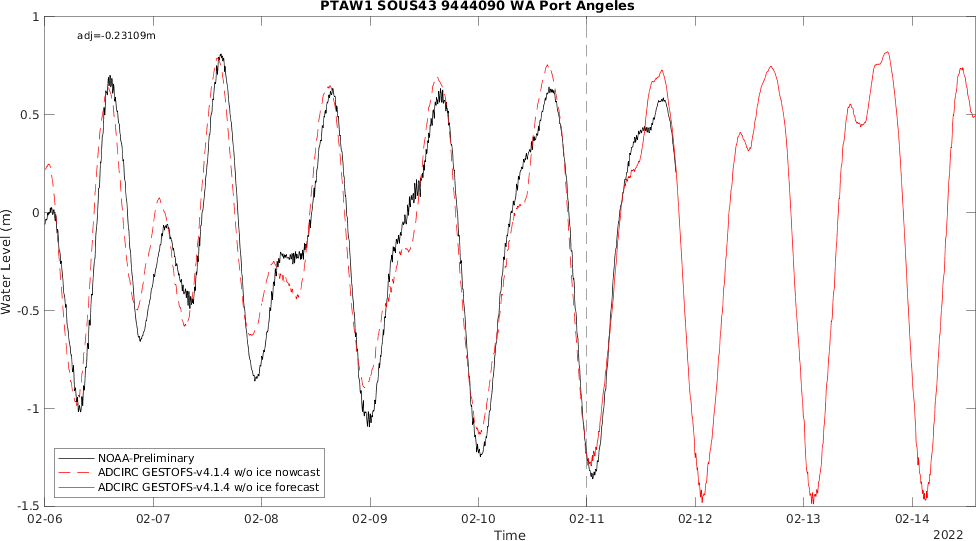 PTAW1 SOUS43 9444090 WA Port Angeles
adj=-0.23109m
1
0.5
0
-0.5
-1
-1.5
Water Level (m)
NOAA-Preliminary
ADCIRC GESTOFS-v4.1.4 w/o ice nowcast
ADCIRC GESTOFS-v4.1.4 w/o ice forecast
02-06 02-07 02-08 02-09 02-10 02-11 02-12 02-13 02-14
Time
2022